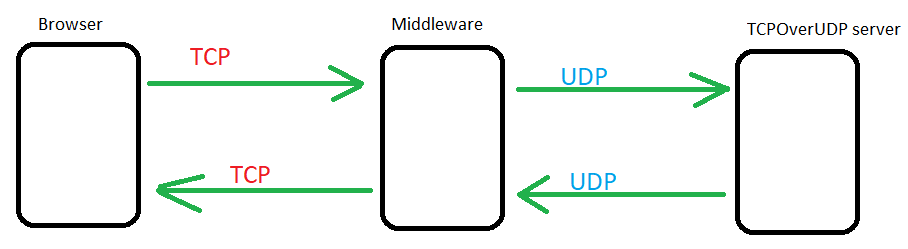 Browser
Middleware
TCPOverUDP server
TCP
UDP
TCP
UDP